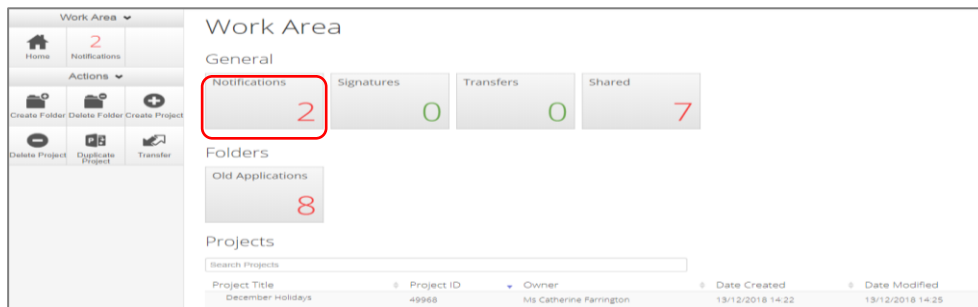 Work Area
2
Home Notifications
Actions
Create Folder Delete Folder Create Project
Delete Project Duplicate Project Transfer
Work Area
General
Notifications Signatures Transfers Shared
2 0 0 7
Folders
Old Applications
8
Projects
Search Projects
Project Title Project ID Owner Date Created Date Modified
December Holidays 49968 Ms Catherine Farrington 13/12/2018 14:22 13/12/2018 14:25